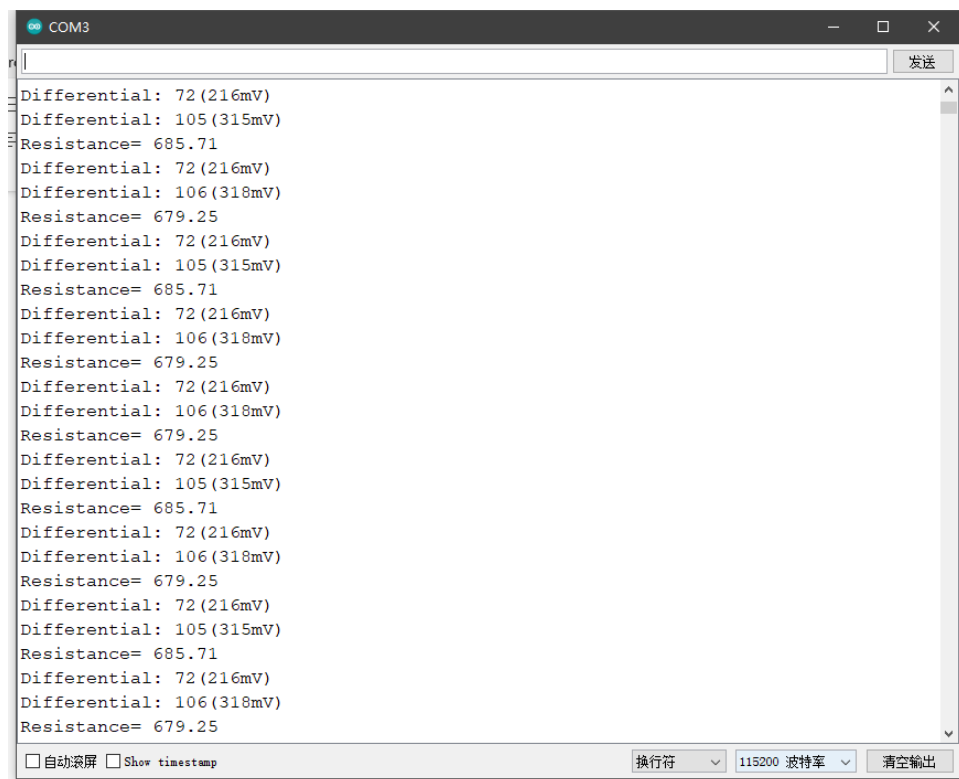 COM3
发送
Differential: 72(216mV)
Differential: 105(315mV)
Resistance= 685.71
Differential: 72(216mV)
Differential: 106(318mV)
Resistance= 679.25
Differential: 72(216mV)
Differential: 105(315mV)
Resistance= 685.71
Differential: 72(216mV)
Differential: 106(318mV)
Resistance= 679.25
Differential: 72(216mV)
Differential: 106(318mV)
Resistance= 679.25
Differential: 72(216mV)
Differential: 105(315mV)
Resistance= 685.71
Differential: 72(216mV)
Differential: 106(318mV)
Resistance= 679.25
Differential: 72(216mV)
Differential: 105(315mV)
Resistance= 685.71
Differential: 72(216mV)
Differential: 106(318mV)
Resistance= 679.25
自动滚屏 Show timestamp 换行符 115200 波特率 清空输出